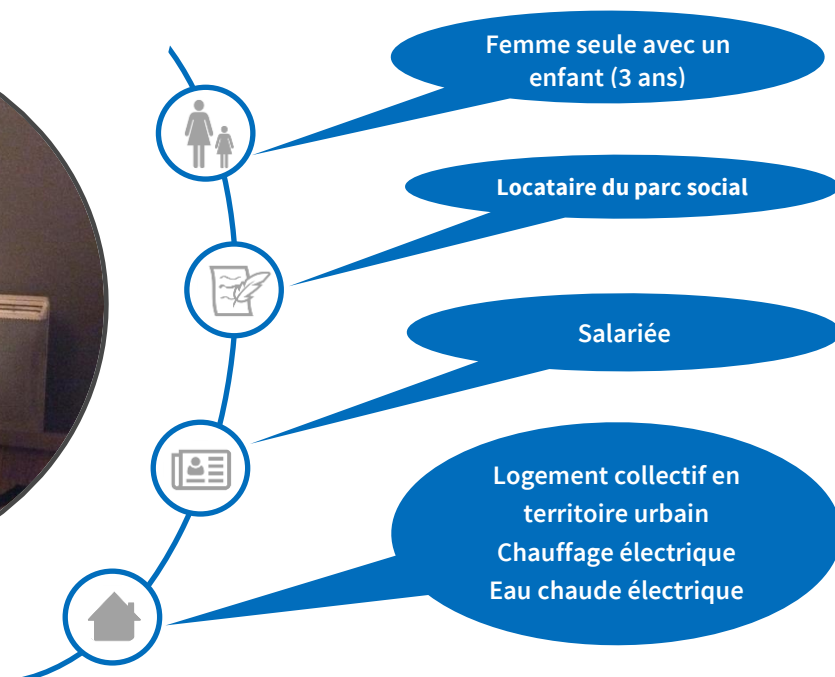 Femme seule avec un
enfant (3 ans)
Locataire du parc social
Salariée
Logement collectif en
territoire urbain
Chauffage électrique
Eau chaude électrique